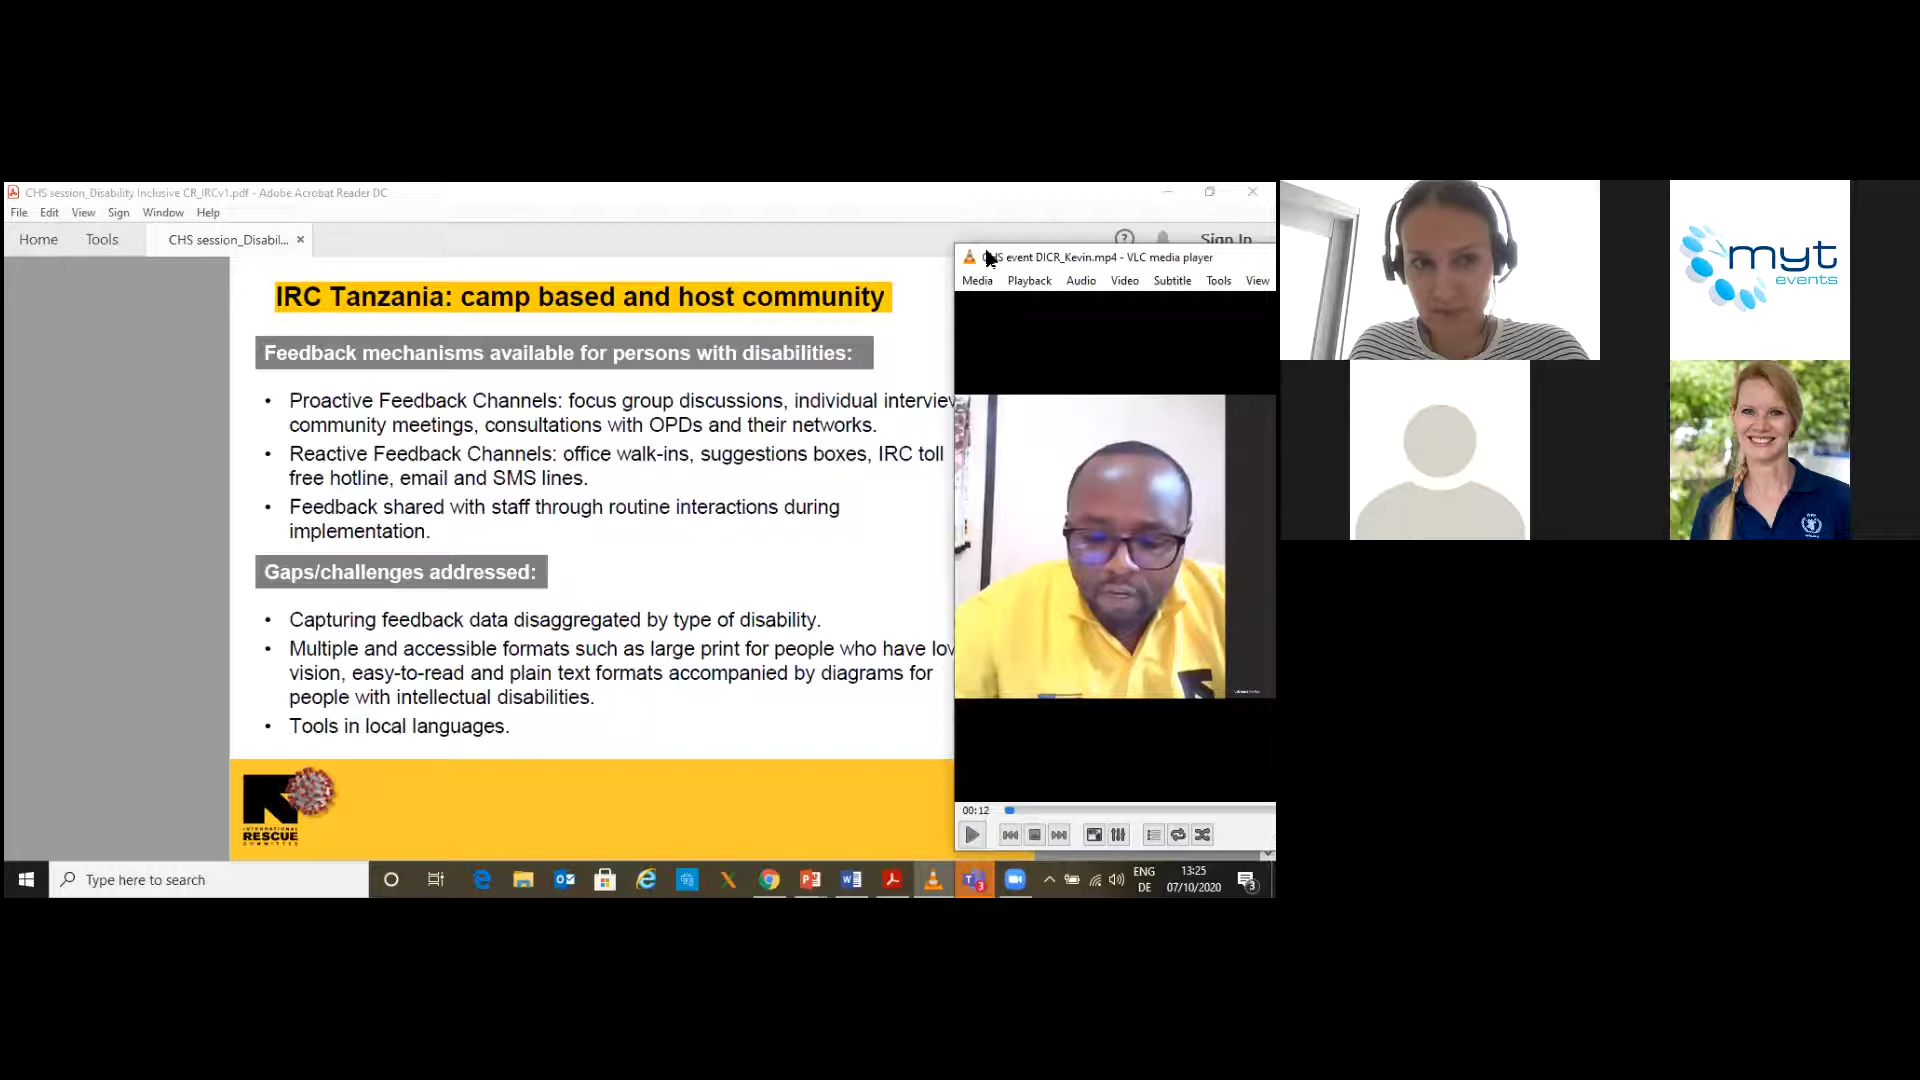 CHS session_Disability Inclusive CR_IRCv1.pdf - Adobe Acrobat Reader DC
File Edit View Sign Window Help
Home Tools CHS session_Disabil... ×
Sign In
IRC Tanzania: camp based and host community
Feedback mechanisms available for persons with disabilities:
• Proactive Feedback Channels: focus group discussions, individual
community meetings, consultations with OPDs and their networks.
• Reactive Feedback Channels: office walk-ins, suggestions boxes, IRC toll
free hotline, email and SMS lines.
• Feedback shared with staff through routine interactions during
implementation.
Gaps/challenges addressed:
• Capturing feedback data disaggregated by type of disability.
• Multiple and accessible formats such as large print for people who have
vision, easy-to-read and plain text formats accompanied by diagrams for
people with intellectual disabilities.
• Tools in local languages.
INTERNATIONAL
RESCUE
COMMITTEE
event DICR_Kevin.mp4 - VLC media player
Media Playback Audio Video Subtitle Tools View
00:12
Type here to search
ENG
DE
13:25
07/10/2020
3
3
myt
events